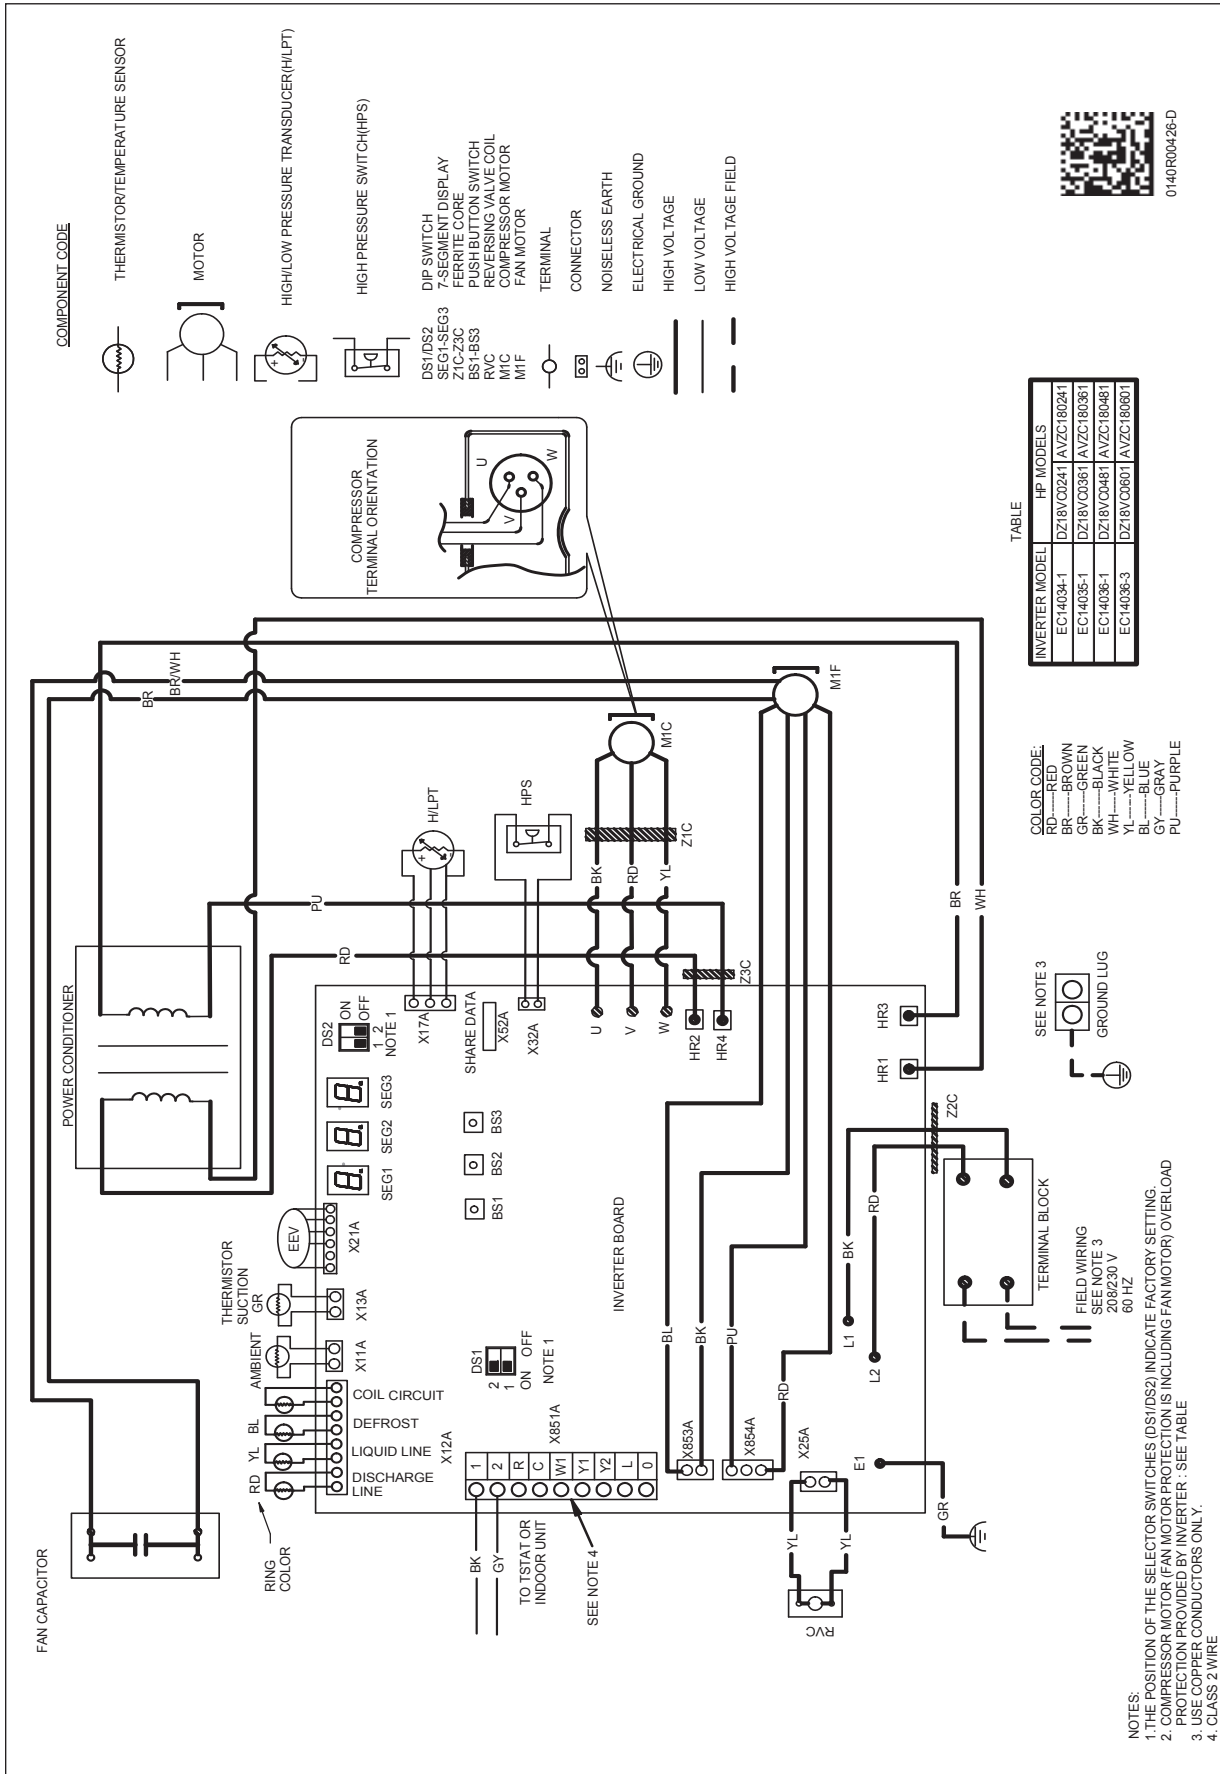 COMPONENT CODE
THERMISTOR/TEMPERATURE SENSOR
MOTOR
HIGH/LOW PRESSURE TRANSDUCER(H/LPT)
HIGH PRESSURE SWITCH(HPS)
DS1/DS2 DIP SWITCH
SEG1-SEG3 7-SEGMENT DISPLAY
Z1C-Z3C FERRITE CORE
BS1-BS3 PUSH BUTTON SWITCH
RVC REVERSING VALVE COIL
M1C COMPRESSOR MOTOR
M1F FAN MOTOR
TERMINAL
CONNECTOR
NOISELESS EARTH
ELECTRICAL GROUND
HIGH VOLTAGE
LOW VOLTAGE
HIGH VOLTAGE FIELD
0140R00426-D
COMPRESSOR
TERMINAL ORIENTATION
U
V
W
TABLE
INVERTER MODEL HP MODELS
EC14034-1 DZ18VC0241 AVZC180241
EC14035-1 DZ18VC0361 AVZC180361
EC14036-1 DZ18VC0481 AVZC180481
EC14036-3 DZ18VC0601 AVZC180601
BR
BR/WH
M1F
M1C
H/LPT
HPS
Z1C
BK
RD
YL
PU
RD
Z3C
POWER CONDITIONER
DS2
ON
OFF
1 2
NOTE 1
X17A
SHARE DATA
X52A
X32A
U
V
W
HR2
HR4
HR3
HR1
BR
WH
COLOR CODE:
RD-----RED
BR-----BROWN
GR-----GREEN
BK-----BLACK
WH-----WHITE
YL-----YELLOW
BL-----BLUE
GY-----GRAY
PU-----PURPLE
SEE NOTE 3
GROUND LUG
8. 8. 8.
SEG1
SEG2
SEG3
BS1
BS2
BS3
INVERTER BOARD
EEV
X21A
THERMISTOR
SUCTION
GR
X13A
AMBIENT
X11A
DS1
2
1
ON
OFF
NOTE 1
BL
YL
RD
COIL CIRCUIT
DEFROST
LIQUID LINE
DISCHARGE
LINE
X12A
RING
COLOR
FAN CAPACITOR
X851A
1
2
R
C
W1
Y1
Y2
L
0
BK
GY
TO TSTAT OR
INDOOR UNIT
SEE NOTE 4
BL
BK
PU
RD
X853A
X854A
X25A
YL
YL
RVC
E1
GR
L1
L2
BK
RD
Z2C
TERMINAL BLOCK
FIELD WIRING
SEE NOTE 3
208/230 V
60 HZ
NOTES:
1.THE POSITION OF THE SELECTOR SWITCHES (DS1/DS2) INDICATE FACTORY SETTING.
2. COMPRESSOR MOTOR (FAN MOTOR PROTECTION IS INCLUDING FAN MOTOR) OVERLOAD
PROTECTION PROVIDED BY INVERTER : SEE TABLE
3. USE COPPER CONDUCTORS ONLY.
4. CLASS 2 WIRE